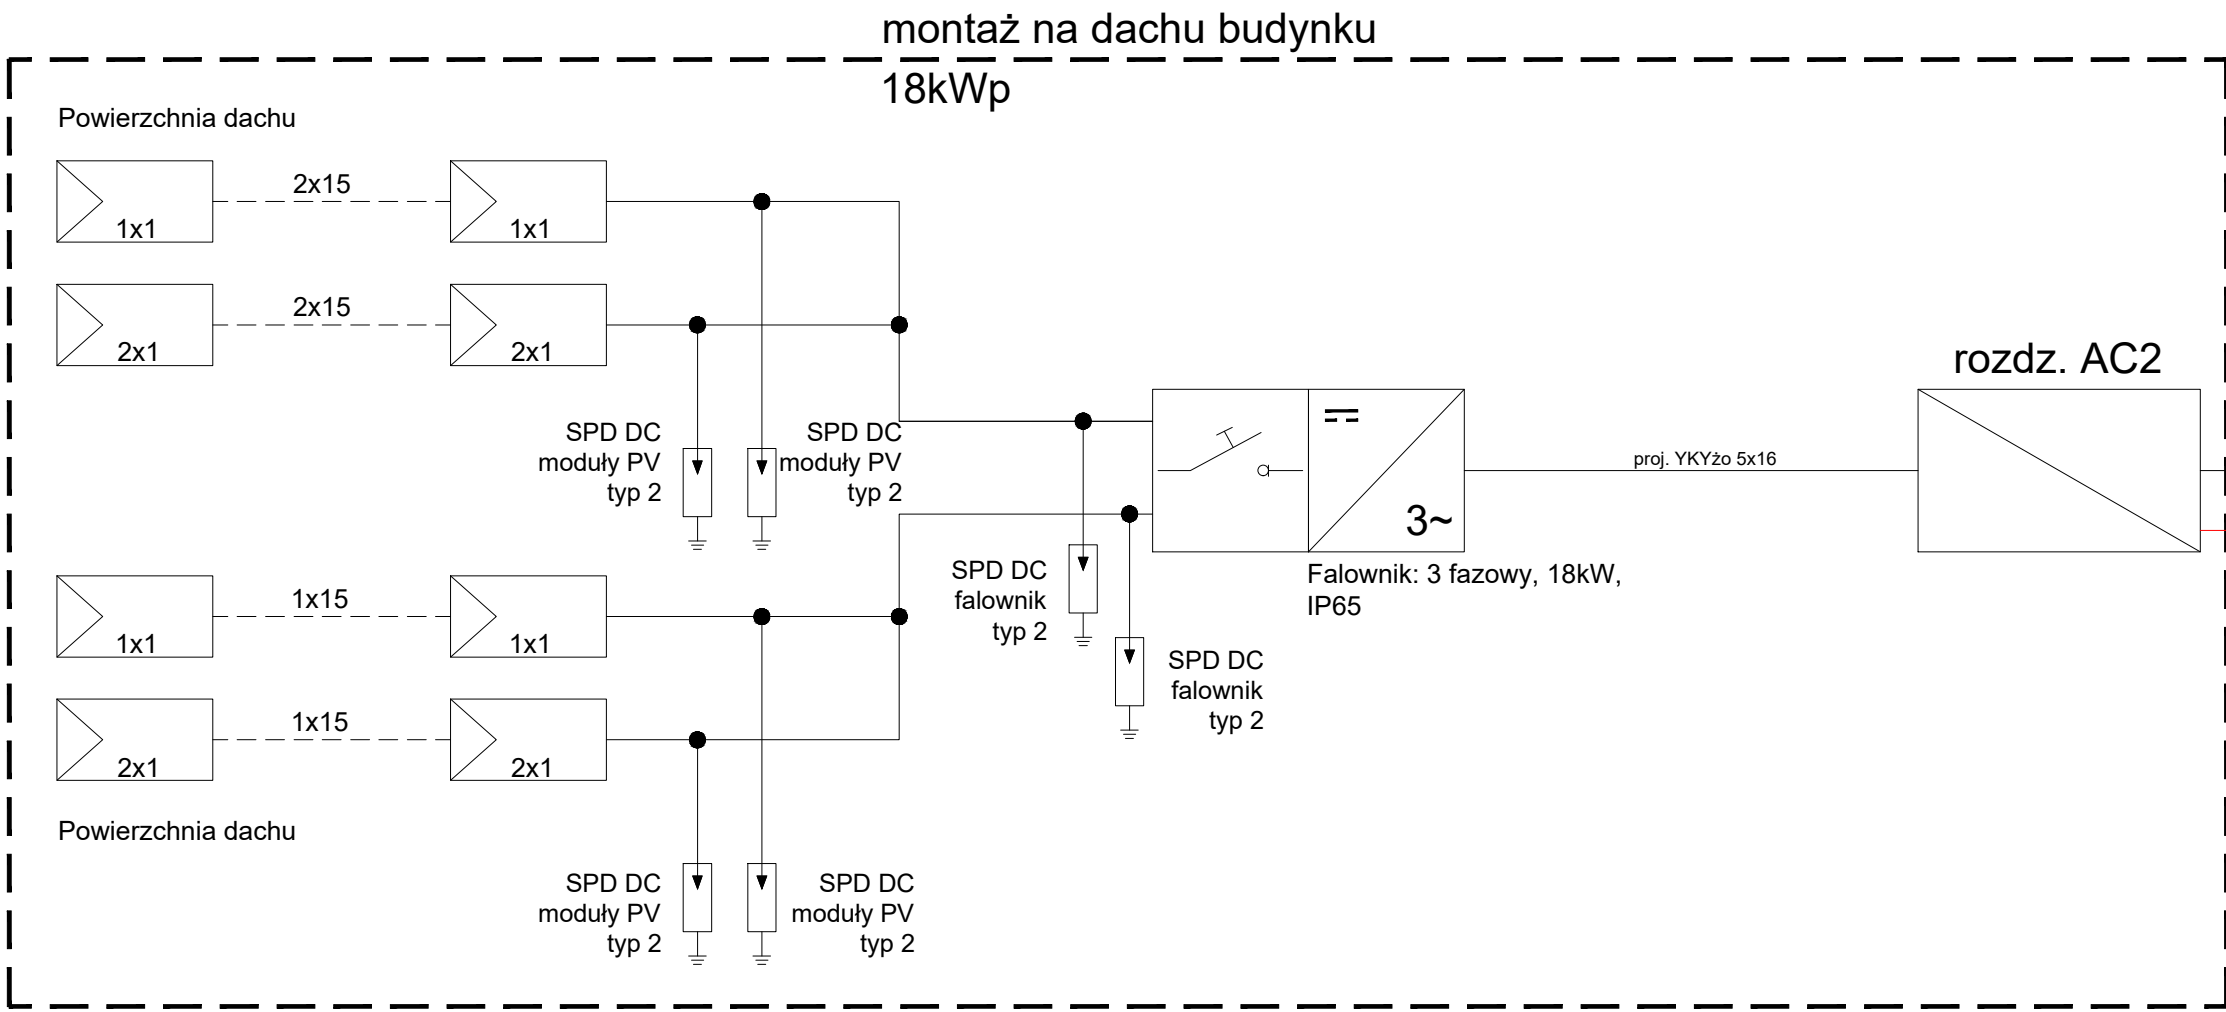 montaż na dachu budynku
18kWp
Powierzchnia dachu
1x1
2x15
1x1
2x1
2x15
2x1
SPD DC
moduły PV
typ 2
SPD DC
moduły PV
typ 2
rozdz. AC2
3~
proj. YKYżo 5x16
Falownik: 3 fazowy, 18kW,
IP65
SPD DC
falownik
typ 2
SPD DC
falownik
typ 2
1x1
1x15
1x1
2x1
1x15
2x1
Powierzchnia dachu
SPD DC
moduły PV
typ 2
SPD DC
moduły PV
typ 2